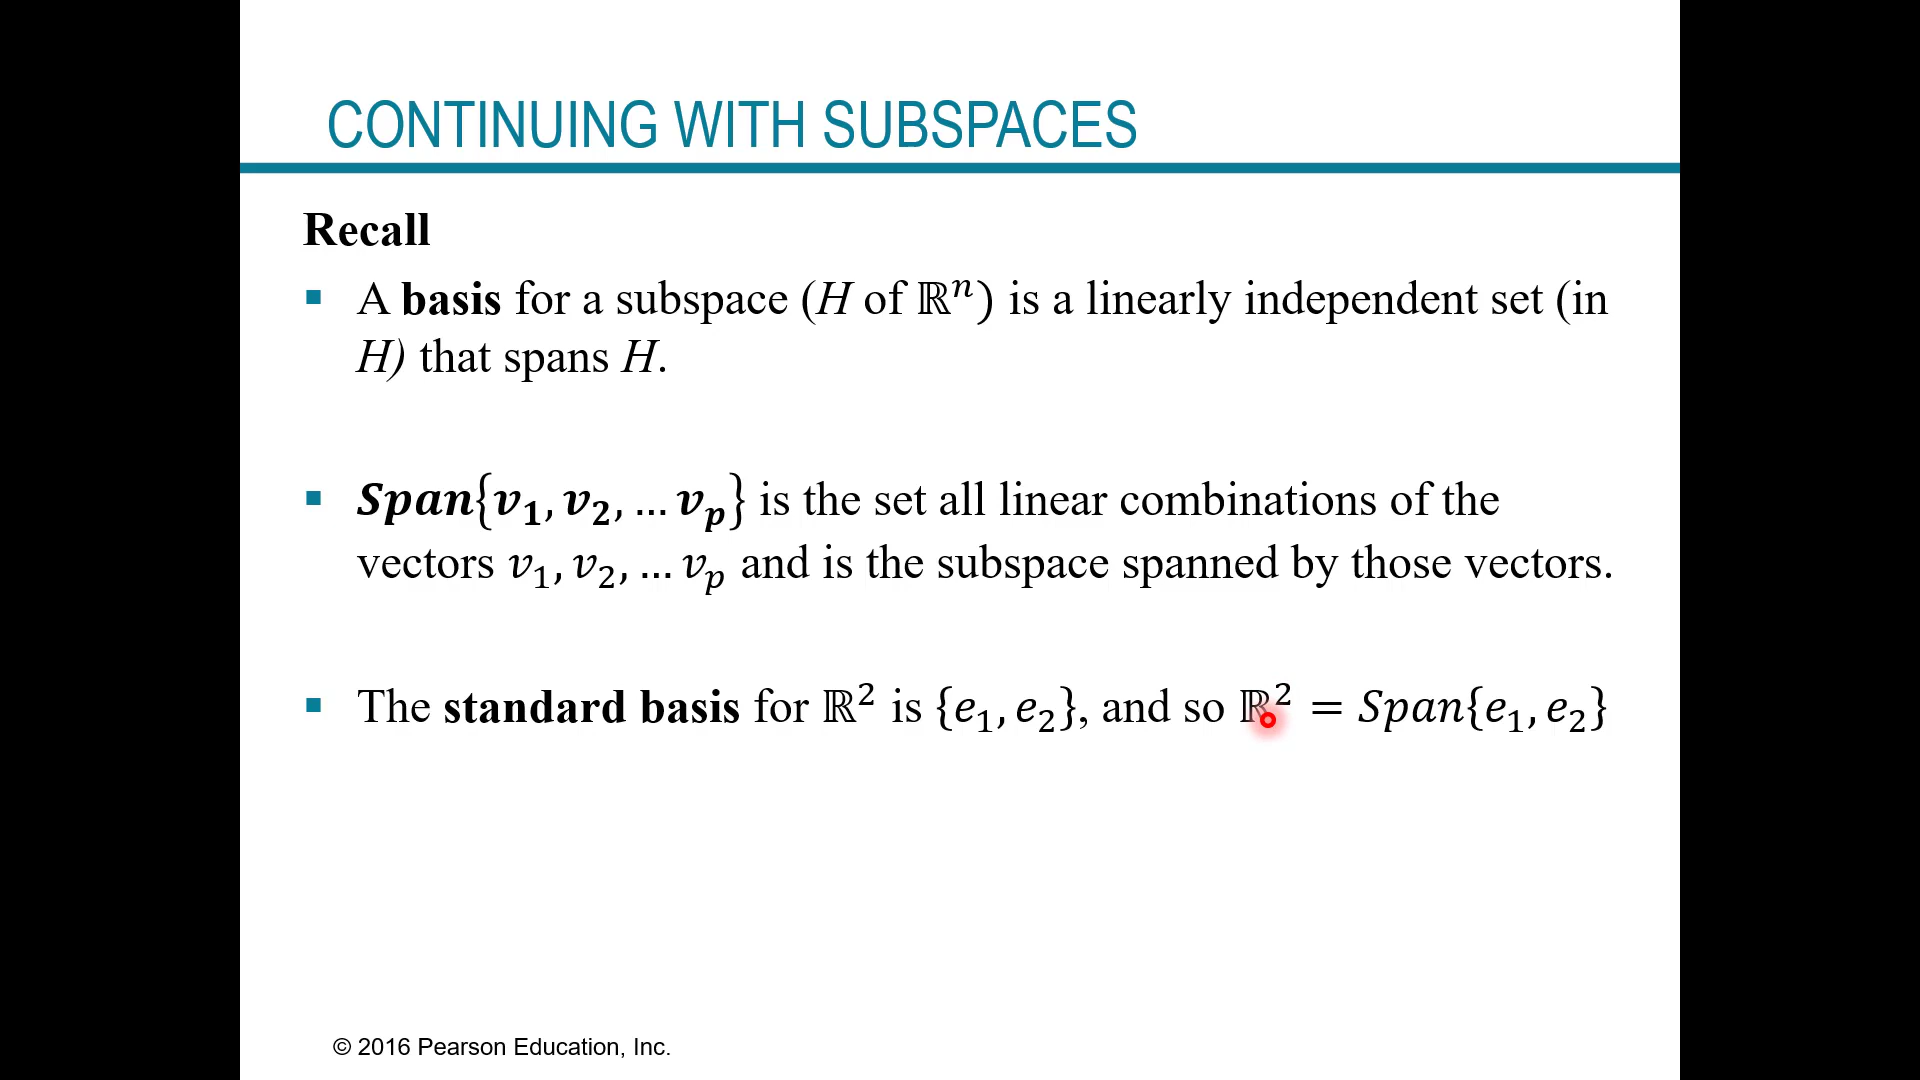 CONTINUING WITH SUBSPACES
Recall
▪ A basis for a subspace (H of ℝⁿ) is a linearly independent set (in
H) that spans H.
▪ Span{v₁, v₂, … vₚ} is the set all linear combinations of the
vectors v₁, v₂, … vₚ and is the subspace spanned by those vectors.
▪ The standard basis for ℝ² is {e₁, e₂}, and so ℝ² = Span{e₁, e₂}
© 2016 Pearson Education, Inc.